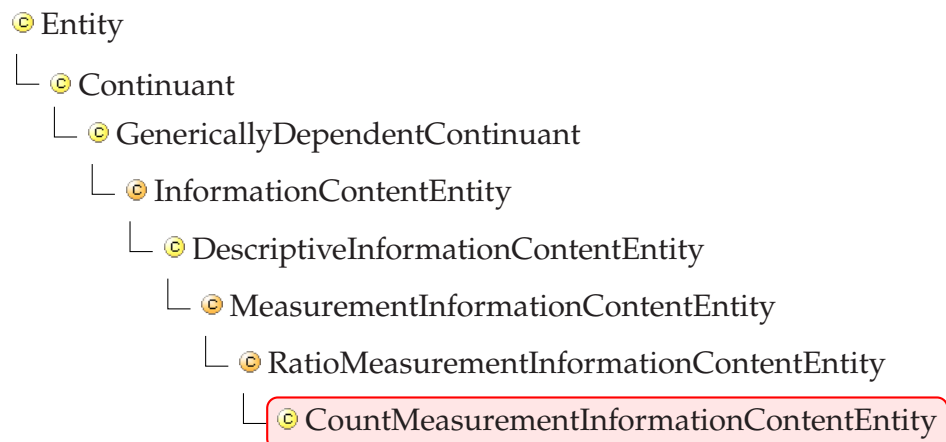 Entity
Continuant
GenericallyDependentContinuant
InformationContentEntity
DescriptiveInformationContentEntity
MeasurementInformationContentEntity
RatioMeasurementInformationContentEntity
CountMeasurementInformationContentEntity